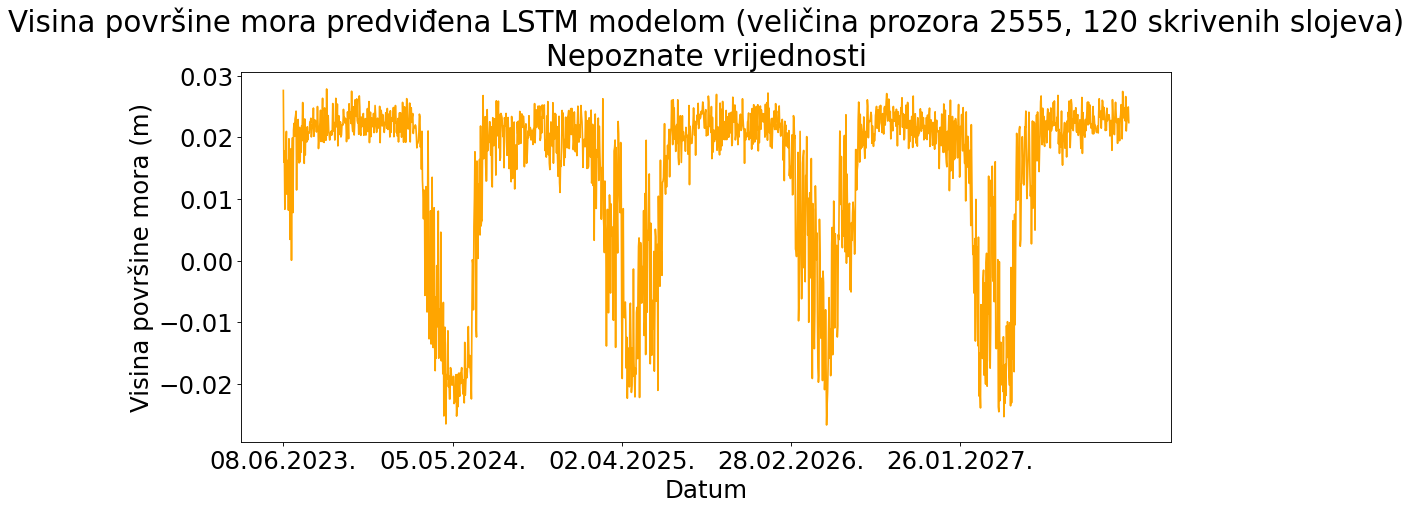 Visina površine mora predviđena LSTM modelom (veličina prozora 2555, 120 skrivenih slojeva)
Nepoznate vrijednosti
Visina površine mora (m)
0.03
0.02
0.01
0.00
−0.01
−0.02
08.06.2023. 05.05.2024. 02.04.2025. 28.02.2026. 26.01.2027.
Datum